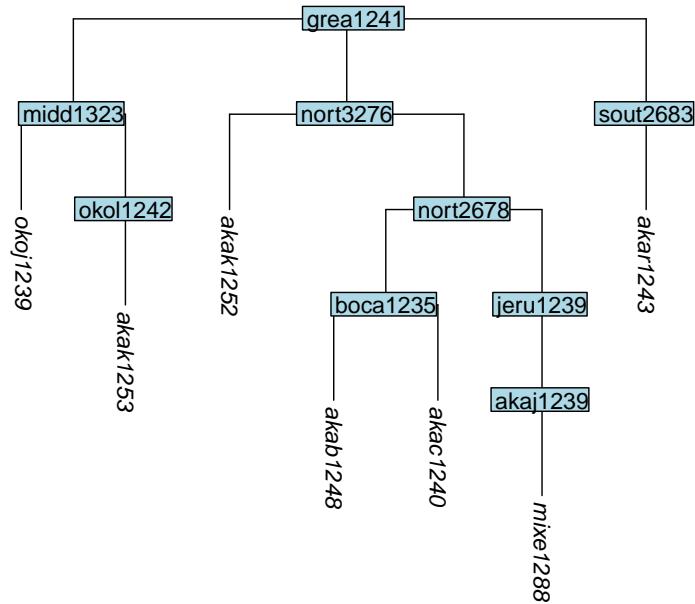 grea1241
midd1323
nort3276
sout2683
okoj1239
okol1242
akak1252
nort2678
akar1243
akak1253
boca1235
jeru1239
akab1248
akac1240
akaj1239
mixe1288